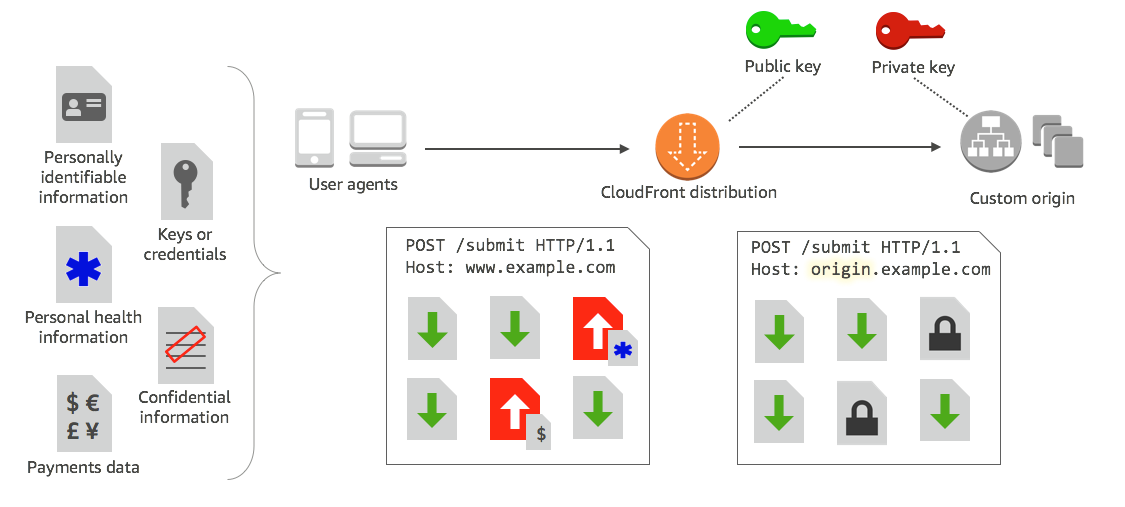 Public key
Private key
Personally
identifiable
information
Keys or
credentials
Personal health
information
Confidential
information
$ €
£ ¥
Payments data
User agents
CloudFront distribution
Custom origin
POST /submit HTTP/1.1
Host: www.example.com
$
POST /submit HTTP/1.1
Host: origin.example.com